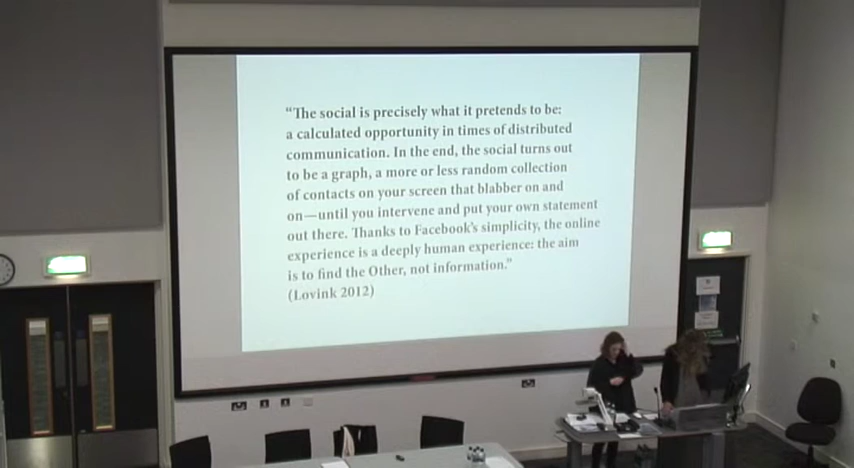 “The social is precisely what it pretends to be:
a calculated opportunity in times of distributed
communication. In the end, the social turns out
to be a graph, a more or less random collection
of contacts on your screen that blabber on and
on—until you intervene and put your own statement
out there. Thanks to Facebook’s simplicity, the online
experience is a deeply human experience: the aim
is to find the Other, not information.”
(Lovink 2012)